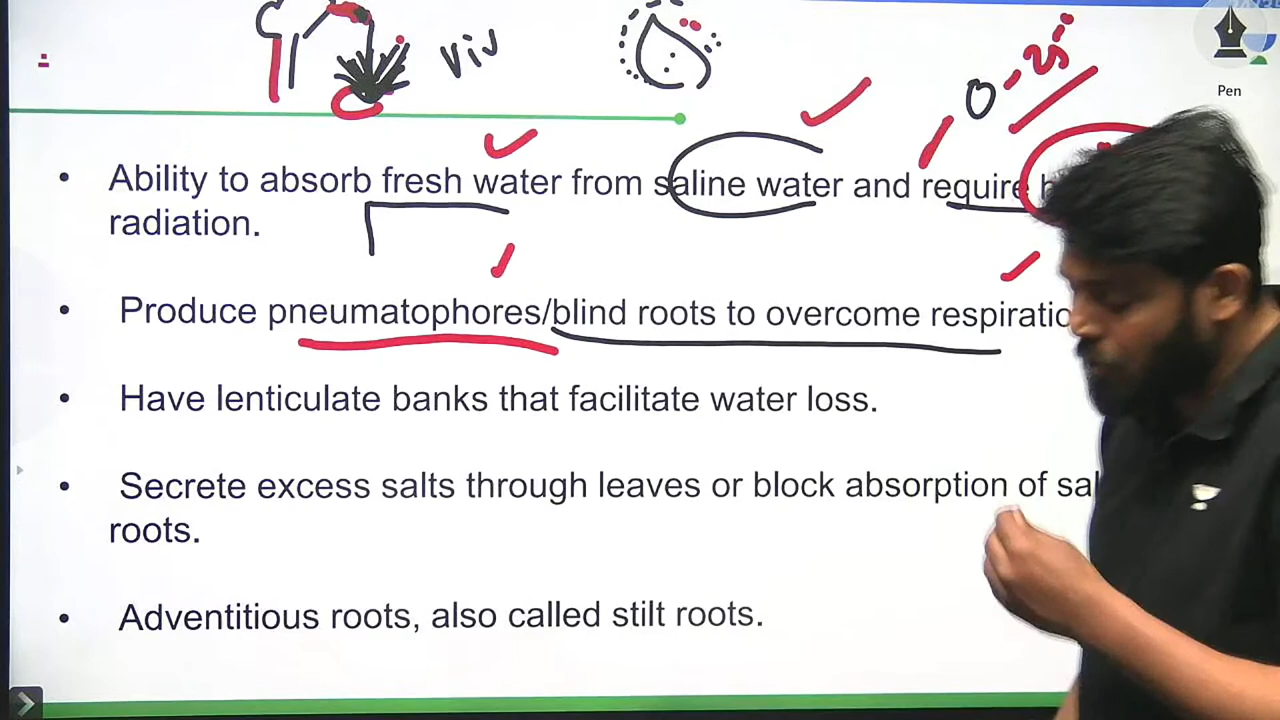 viv
0 - 25
Pen
Ability to absorb fresh water from saline water and require
radiation.
Produce pneumatophores/blind roots to overcome
Have lenticulate banks that facilitate water loss.
Secrete excess salts through leaves or block absorption of
roots.
Adventitious roots, also called stilt roots.